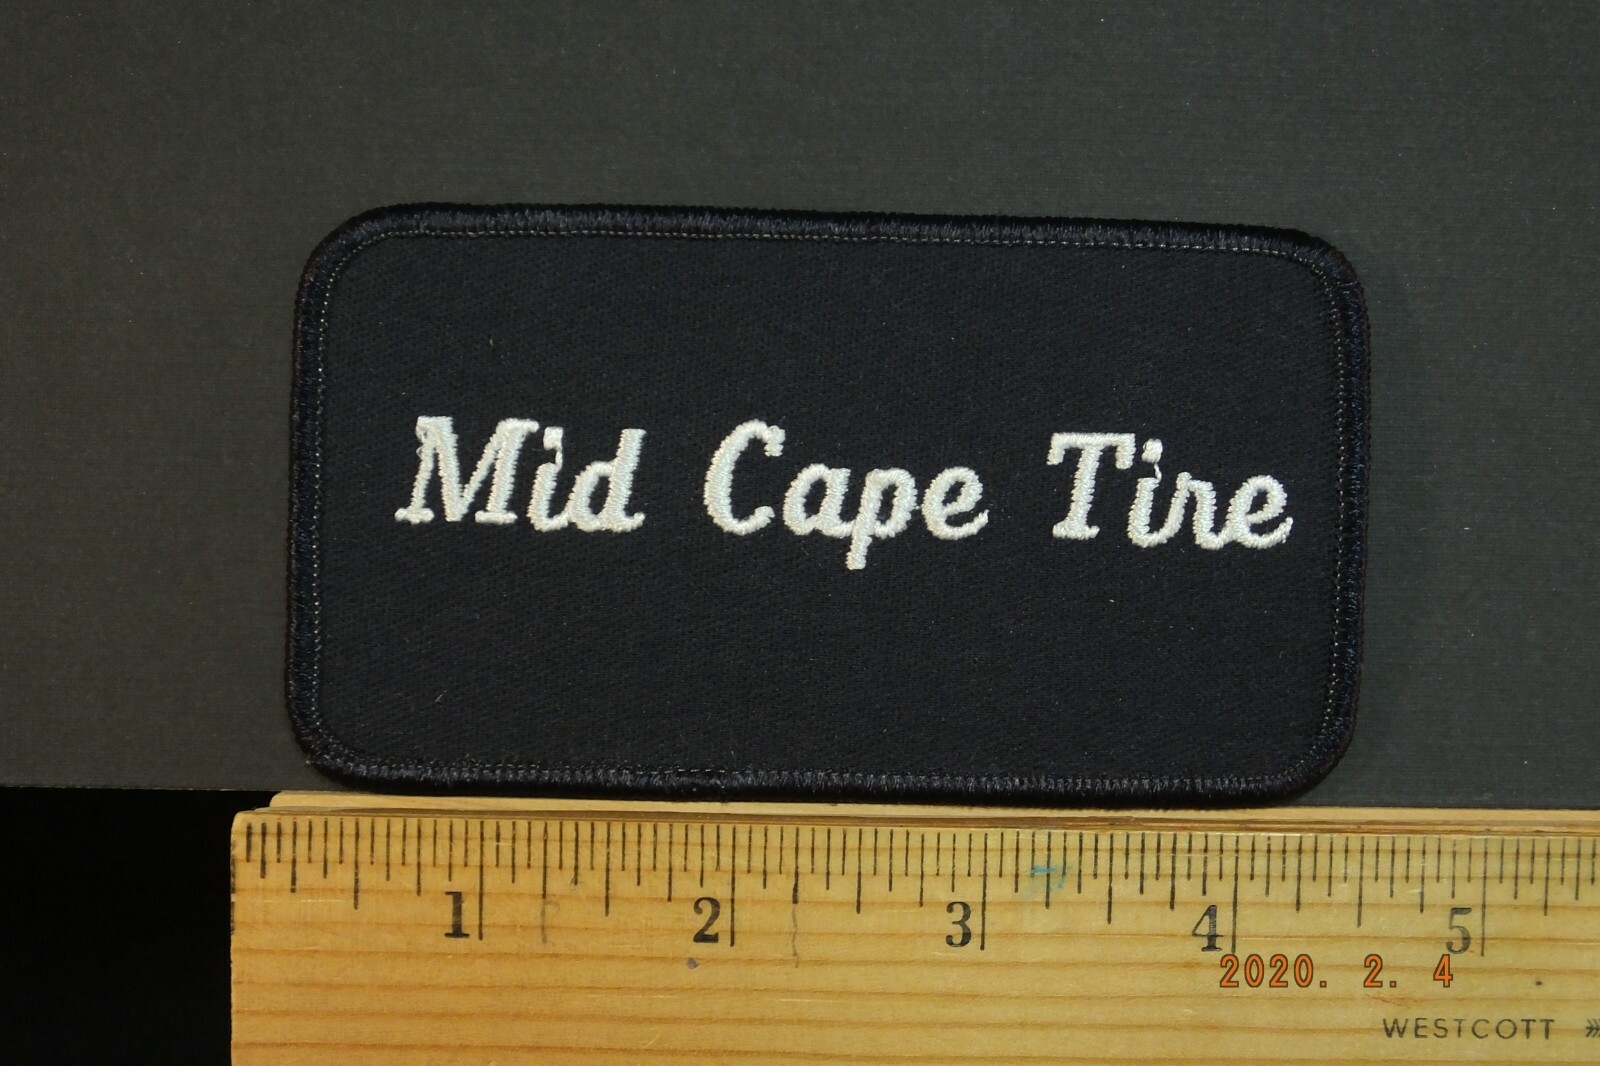 Mid Cape Tire
1 2 3 4 5
2020. 2. 4
WESTCOTT